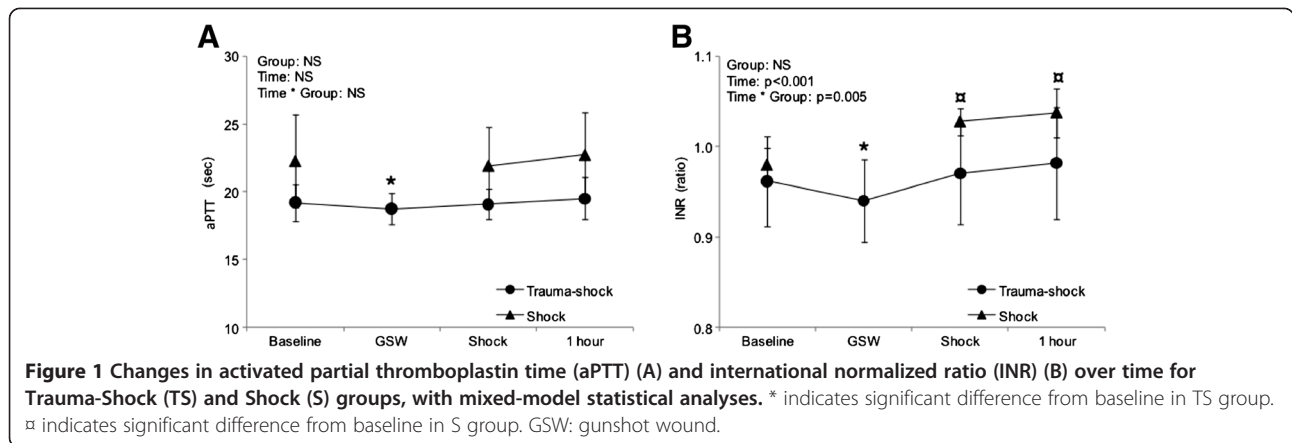 A
30
25
20
15
10
aPTT (sec)
Group: NS
Time: NS
Time * Group: NS
*
Trauma-shock
Shock
Baseline GSW Shock 1 hour
B
1.1
1.0
0.9
0.8
INR (ratio)
Group: NS
Time: p<0.001
Time * Group: p=0.005
*
¤
¤
Trauma-shock
Shock
Baseline GSW Shock 1 hour
Figure 1 Changes in activated partial thromboplastin time (aPTT) (A) and international normalized ratio (INR) (B) over time for
Trauma-Shock (TS) and Shock (S) groups, with mixed-model statistical analyses. * indicates significant difference from baseline in TS group.
¤ indicates significant difference from baseline in S group. GSW: gunshot wound.